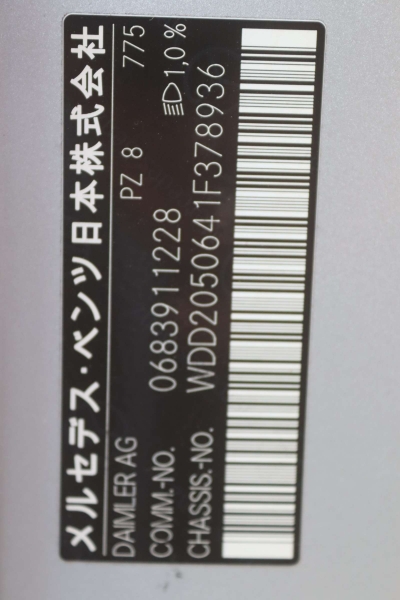 メルセデス・ベンツ日本株式会社
DAIMLER AG PZ 8 775
COMM.-NO. 0683911228 1,0 %
CHASSIS.-NO. WDD2050641F378936